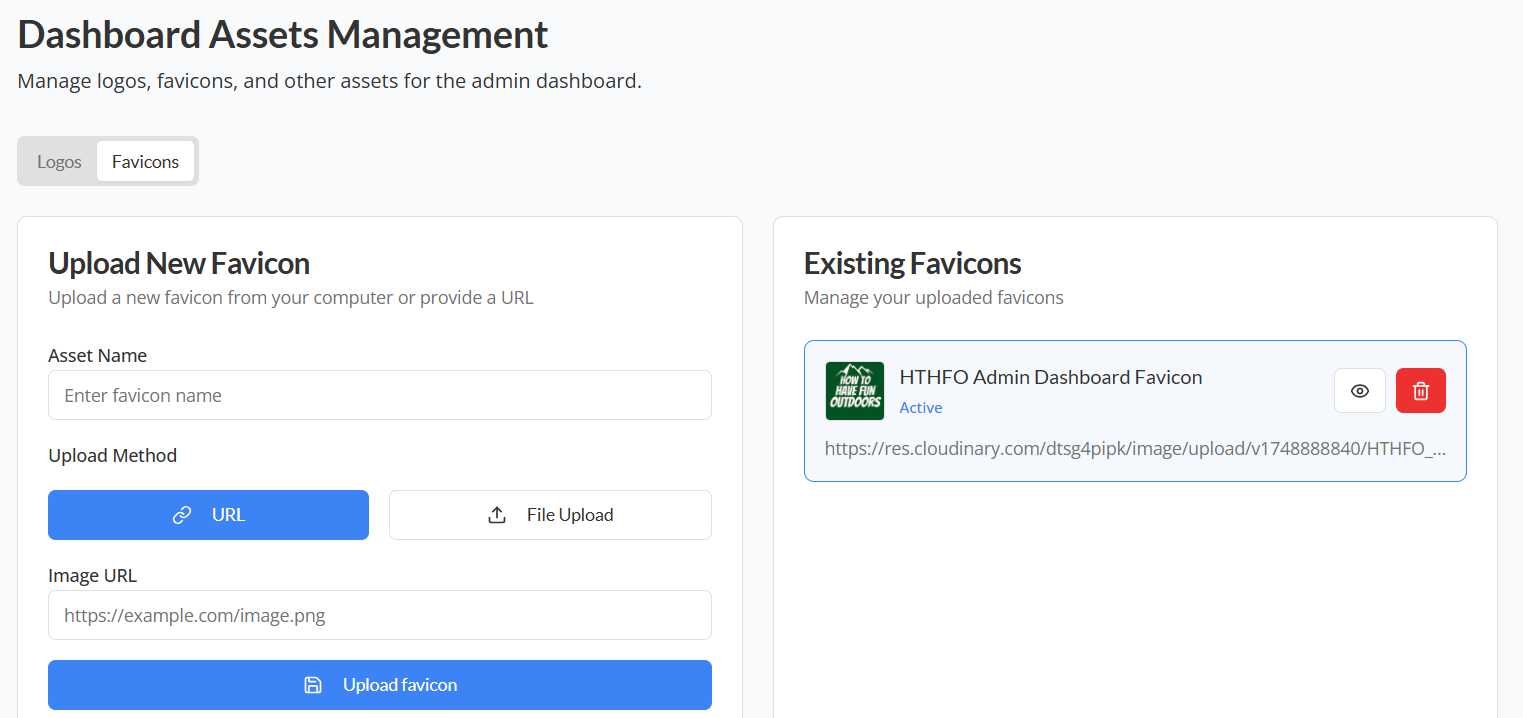 Dashboard Assets Management
Manage logos, favicons, and other assets for the admin dashboard.
Logos
Favicons
Upload New Favicon
Upload a new favicon from your computer or provide a URL
Asset Name
Enter favicon name
Upload Method
URL
File Upload
Image URL
https://example.com/image.png
Upload favicon
Existing Favicons
Manage your uploaded favicons
HOW TO
HAVE FUN
OUTDOORS
HTHFO Admin Dashboard Favicon
Active
https://res.cloudinary.com/dtsg4pipk/image/upload/v1748888840/HTHFO_...